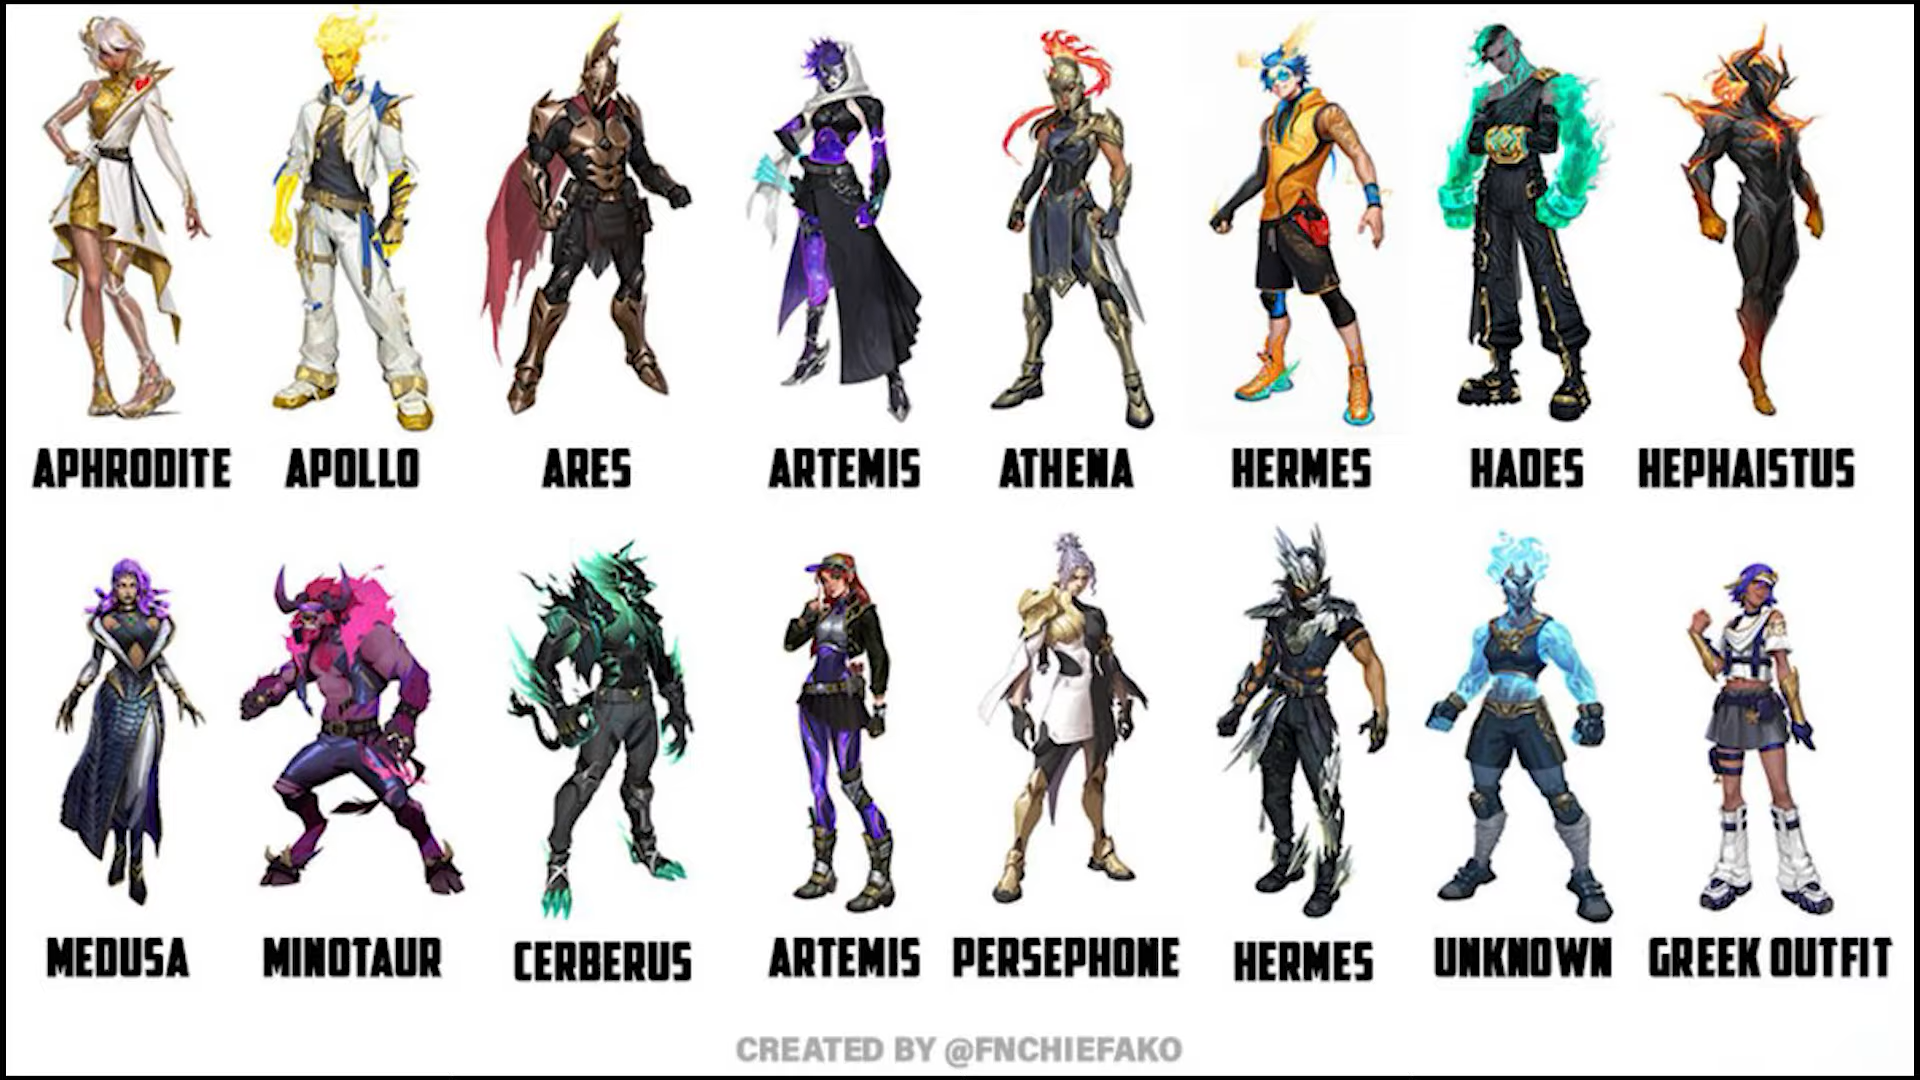 APHRODITE APOLLO ARES ARTEMIS ATHENA HERMES HADES HEPHAISTUS
MEDUSA MINOTAUR CERBERUS ARTEMIS PERSEPHONE HERMES UNKNOWN GREEK OUTFIT
CREATED BY @FNCHIEFAKO